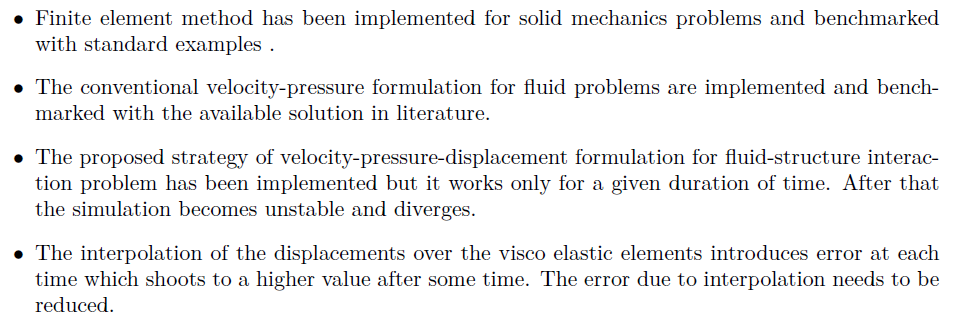 • Finite element method has been implemented for solid mechanics problems and benchmarked
with standard examples .
• The conventional velocity-pressure formulation for fluid problems are implemented and bench-
marked with the available solution in literature.
• The proposed strategy of velocity-pressure-displacement formulation for fluid-structure interac-
tion problem has been implemented but it works only for a given duration of time. After that
the simulation becomes unstable and diverges.
• The interpolation of the displacements over the visco elastic elements introduces error at each
time which shoots to a higher value after some time. The error due to interpolation needs to be
reduced.